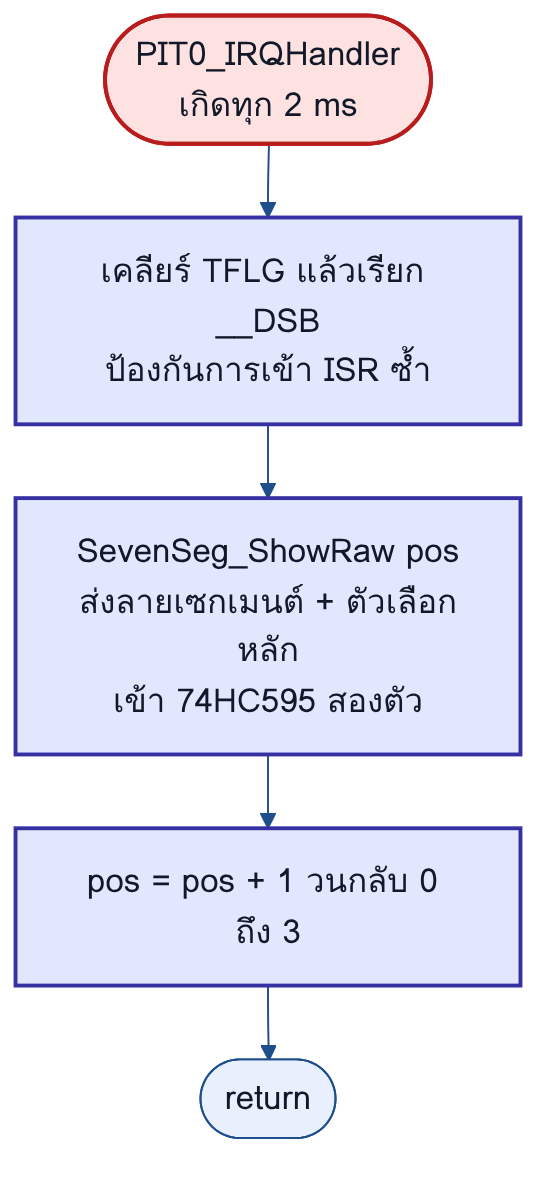 PIT0_IRQHandler
เกิดทุก 2 ms
เคลียร์ TFLG แล้วเรียก
__DSB
ป้องกันการเข้า ISR ซ้ำ
SevenSeg_ShowRaw pos
ส่งลายเซกเมนต์ + ตัวเลือก
หลัก
เข้า 74HC595 สองตัว
pos = pos + 1 วนกลับ 0
ถึง 3
return